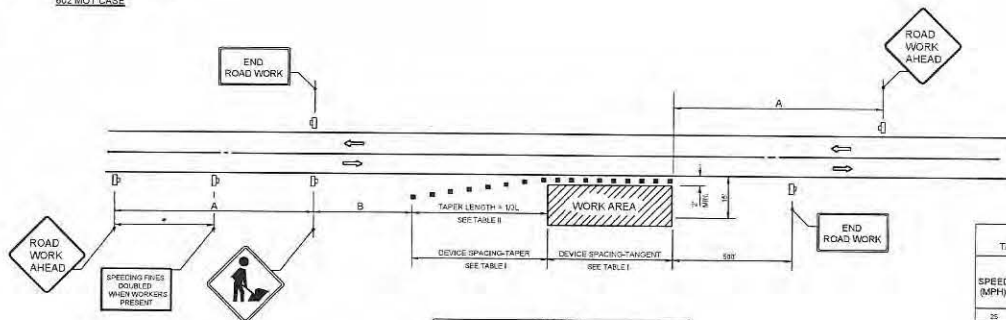 602 MOT CASE
ROAD
WORK
AHEAD
END
ROAD WORK
A
A
B
TAPER LENGTH = 1/3L
SEE TABLE II
WORK AREA
2'
MIN.
15'
DEVICE SPACING-TAPER
SEE TABLE I
DEVICE SPACING-TANGENT
SEE TABLE I
500'
ROAD
WORK
AHEAD
*
SPEEDING FINES
DOUBLED
WHEN WORKERS
PRESENT
END
ROAD WORK
SPEED
(MPH)
25